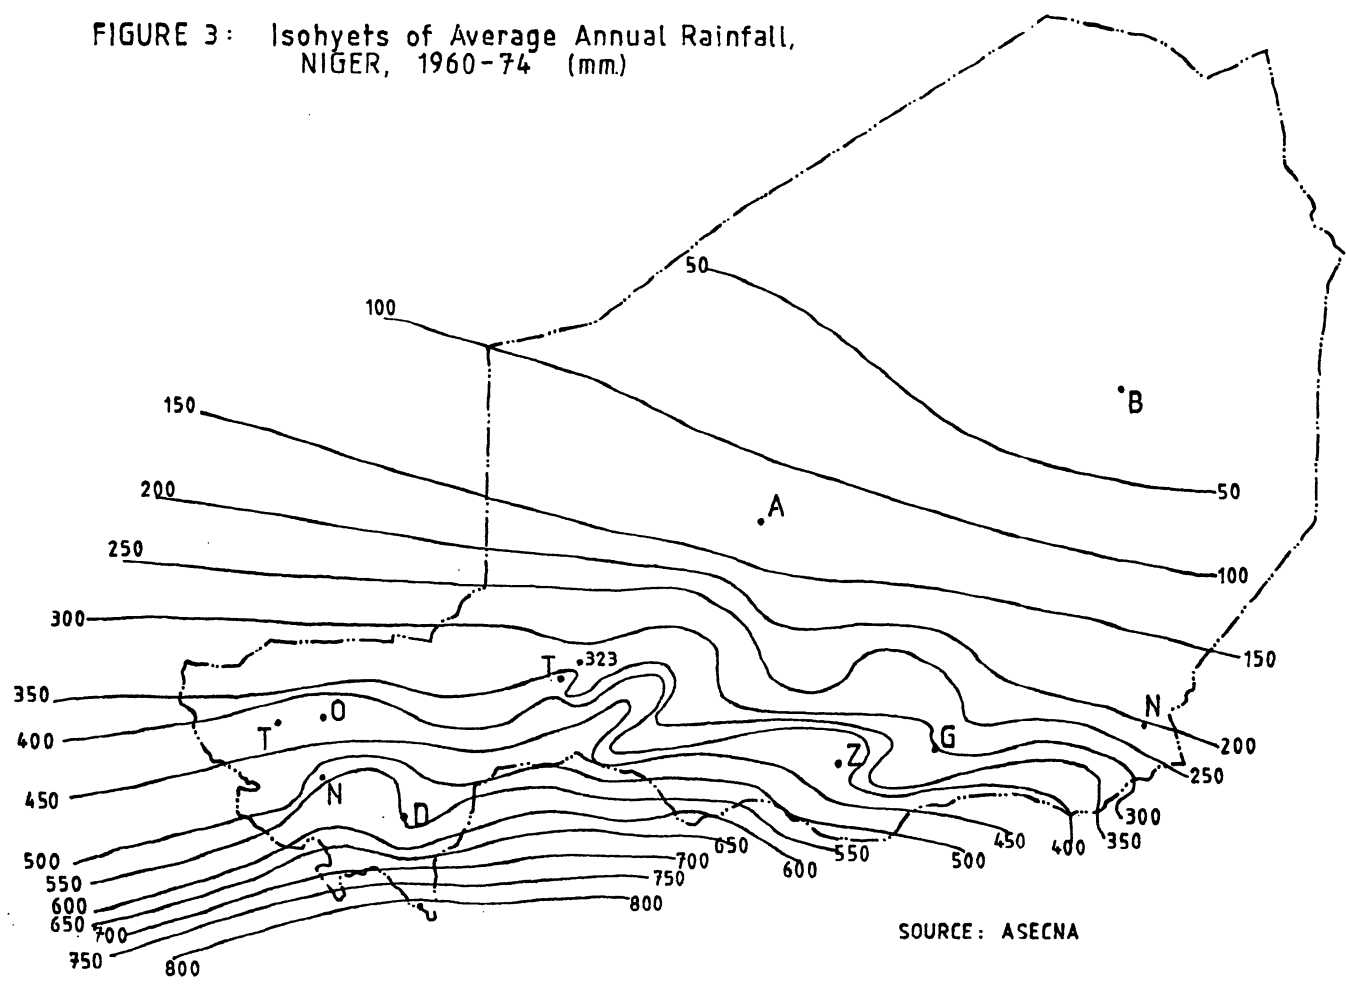 FIGURE 3: Isohyets of Average Annual Rainfall,
NIGER, 1960-74 (mm)
50
100
150
B
200
A
50
250
100
300
T
323
150
350
T
O
N
400
G
200
Z
250
450
N
D
300
450
400
350
500
650
550
500
550
700
600
600
750
650
700
800
750
800
SOURCE: ASECNA